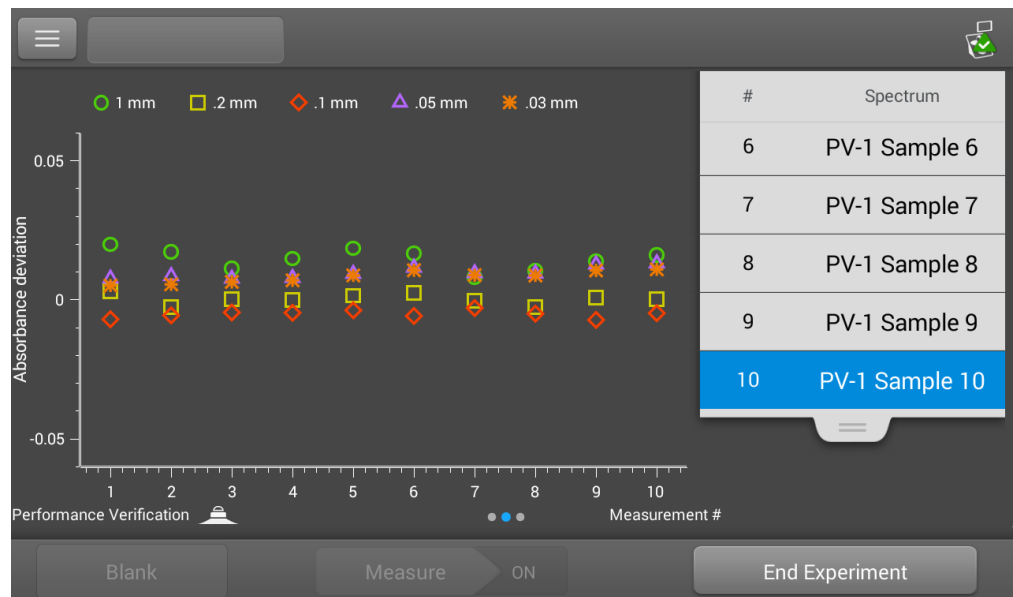 1 mm .2 mm .1 mm .05 mm .03 mm
# Spectrum
6 PV-1 Sample 6
7 PV-1 Sample 7
8 PV-1 Sample 8
9 PV-1 Sample 9
10 PV-1 Sample 10
Absorbance deviation
0.05
0
-0.05
1 2 3 4 5 6 7 8 9 10
Performance Verification
Measurement #
Blank
Measure ON
End Experiment